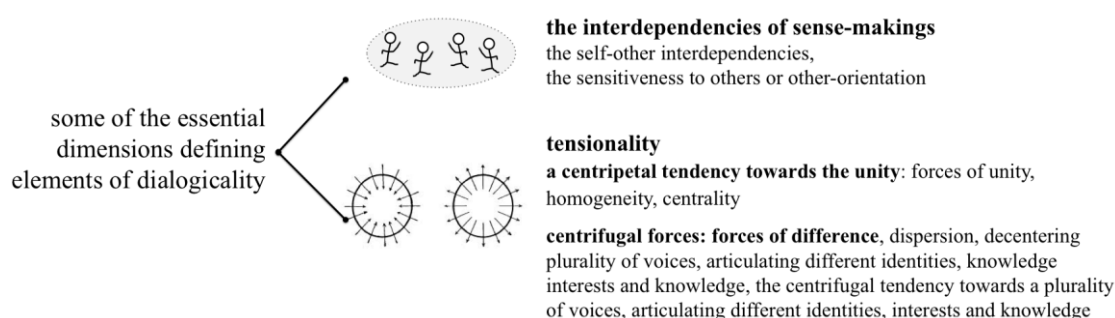 some of the essential
dimensions defining
elements of dialogicality
the interdependencies of sense-makings
the self-other interdependencies,
the sensitiveness to others or other-orientation
tensionality
a centripetal tendency towards the unity: forces of unity,
homogeneity, centrality
centrifugal forces: forces of difference, dispersion, decentering
plurality of voices, articulating different identities, knowledge
interests and knowledge, the centrifugal tendency towards a plurality
of voices, articulating different identities, interests and knowledge